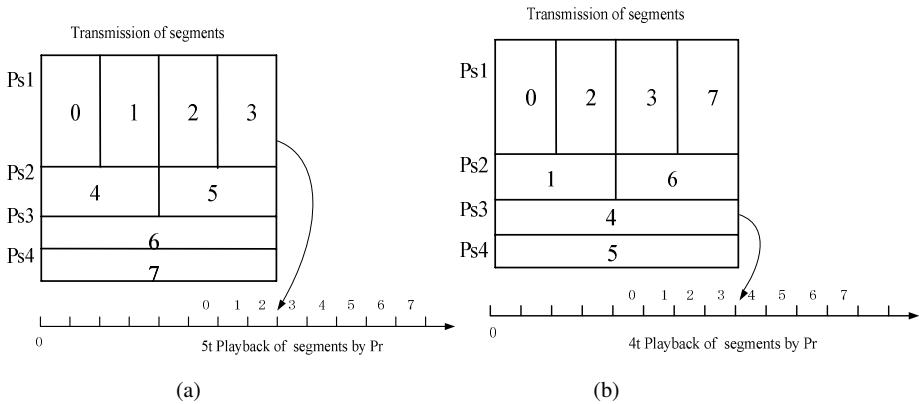 Transmission of segments
Ps1
0 1 2 3
Ps2
4 5
Ps3
6
Ps4
7
0 1 2 3 4 5 6 7
0
5t Playback of segments by Pr
(a)
Transmission of segments
Ps1
0 2 3 7
Ps2
1 6
Ps3
4
Ps4
5
0 1 2 3 4 5 6 7
0
4t Playback of segments by Pr
(b)